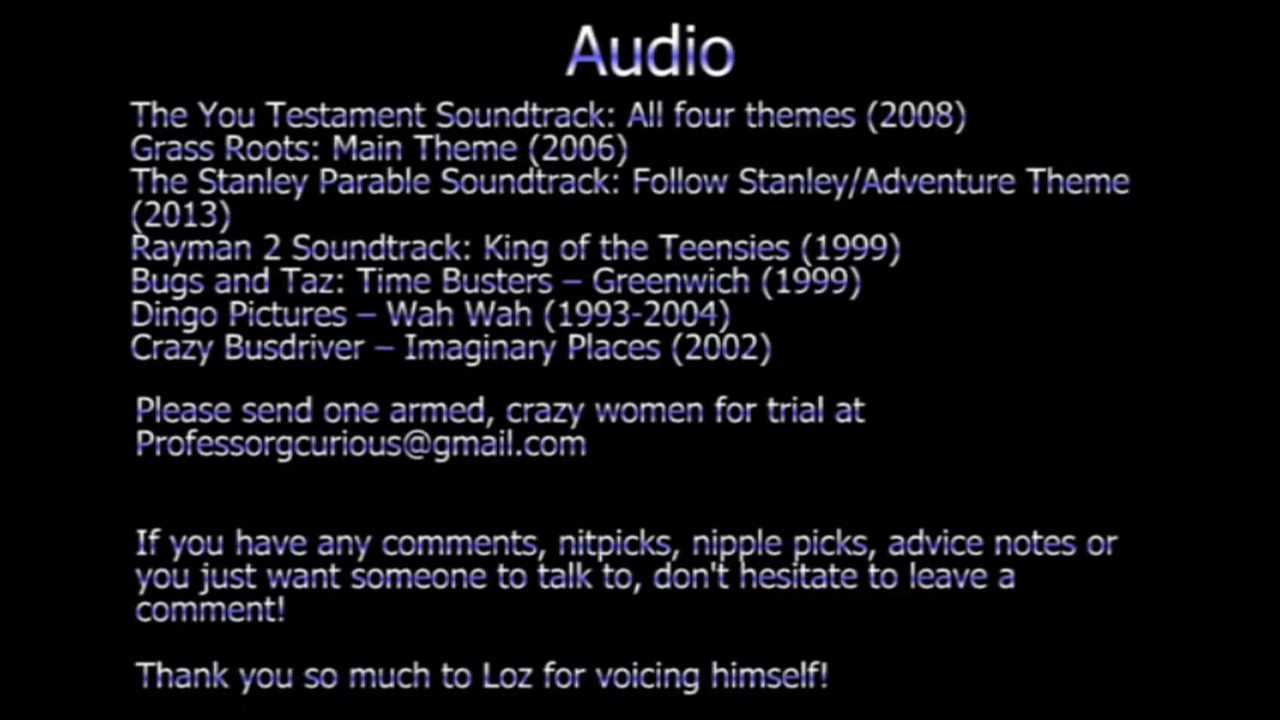 Audio
The You Testament Soundtrack: All four themes (2008)
Grass Roots: Main Theme (2006)
The Stanley Parable Soundtrack: Follow Stanley/Adventure Theme
(2013)
Rayman 2 Soundtrack: King of the Teensies (1999)
Bugs and Taz: Time Busters – Greenwich (1999)
Dingo Pictures – Wah Wah (1993-2004)
Crazy Busdriver – Imaginary Places (2002)
Please send one armed, crazy women for trial at
Professorgcurious@gmail.com
If you have any comments, nitpicks, nipple picks, advice notes or
you just want someone to talk to, don't hesitate to leave a
comment!
Thank you so much to Loz for voicing himself!